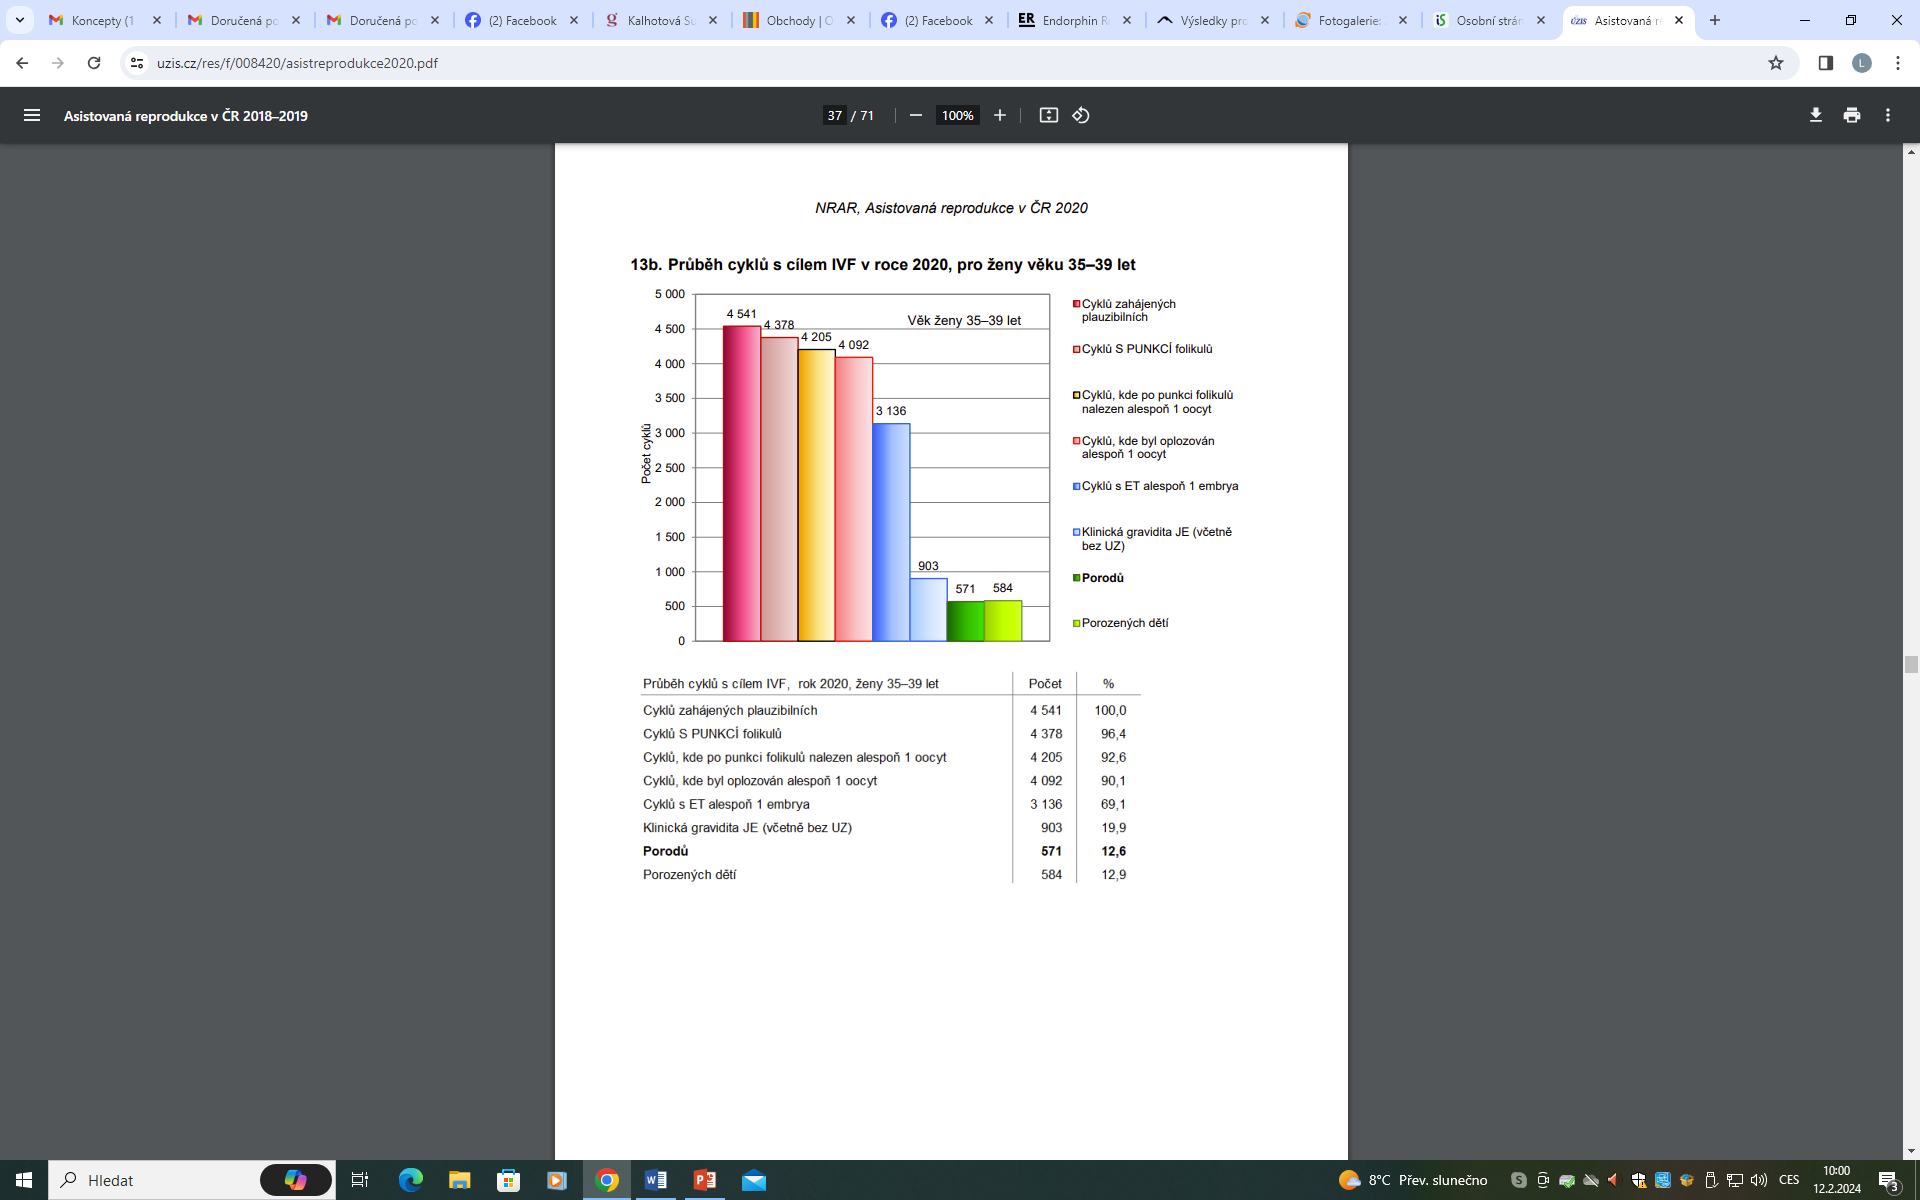 Koncepty (1
Doručená po
Doručená po
(2) Facebook
Kalhotová Su
Obchody | O
(2) Facebook
Endorphin R
Výsledky pro
Fotogalerie:
Osobní strán
Asistovaná r
uzis.cz/res/f/008420/asistreprodukce2020.pdf
L
Asistovaná reprodukce v ČR 2018–2019
37 / 71
100%
NRAR, Asistovaná reprodukce v ČR 2020
13b. Průběh cyklů s cílem IVF v roce 2020, pro ženy věku 35–39 let
Věk ženy 35–39 let
Počet cyklů
5 000
4 500
4 000
3 500
3 000
2 500
2 000
1 500
1 000
500
0
4 541
4 378
4 205
4 092
3 136
903
571
584
Cyklů zahájených
plauzibilních
Cyklů S PUNKCÍ folikulů
Cyklů, kde po punkci folikulů
nalezen alespoň 1 oocyt
Cyklů, kde byl oplozován
alespoň 1 oocyt
Cyklů s ET alespoň 1 embrya
Klinická gravidita JE (včetně
bez UZ)
Porodů
Porozených dětí
Průběh cyklů s cílem IVF, rok 2020, ženy 35–39 let Počet %
Cyklů zahájených plauzibilních 4 541 100,0
Cyklů S PUNKCÍ folikulů 4 378 96,4
Cyklů, kde po punkci folikulů nalezen alespoň 1 oocyt 4 205 92,6
Cyklů, kde byl oplozován alespoň 1 oocyt 4 092 90,1
Cyklů s ET alespoň 1 embrya 3 136 69,1
Klinická gravidita JE (včetně bez UZ) 903 19,9
Porodů 571 12,6
Porozených dětí 584 12,9
Hledat
8°C Přev. slunečno
CES
10:00
12.2.2024
3